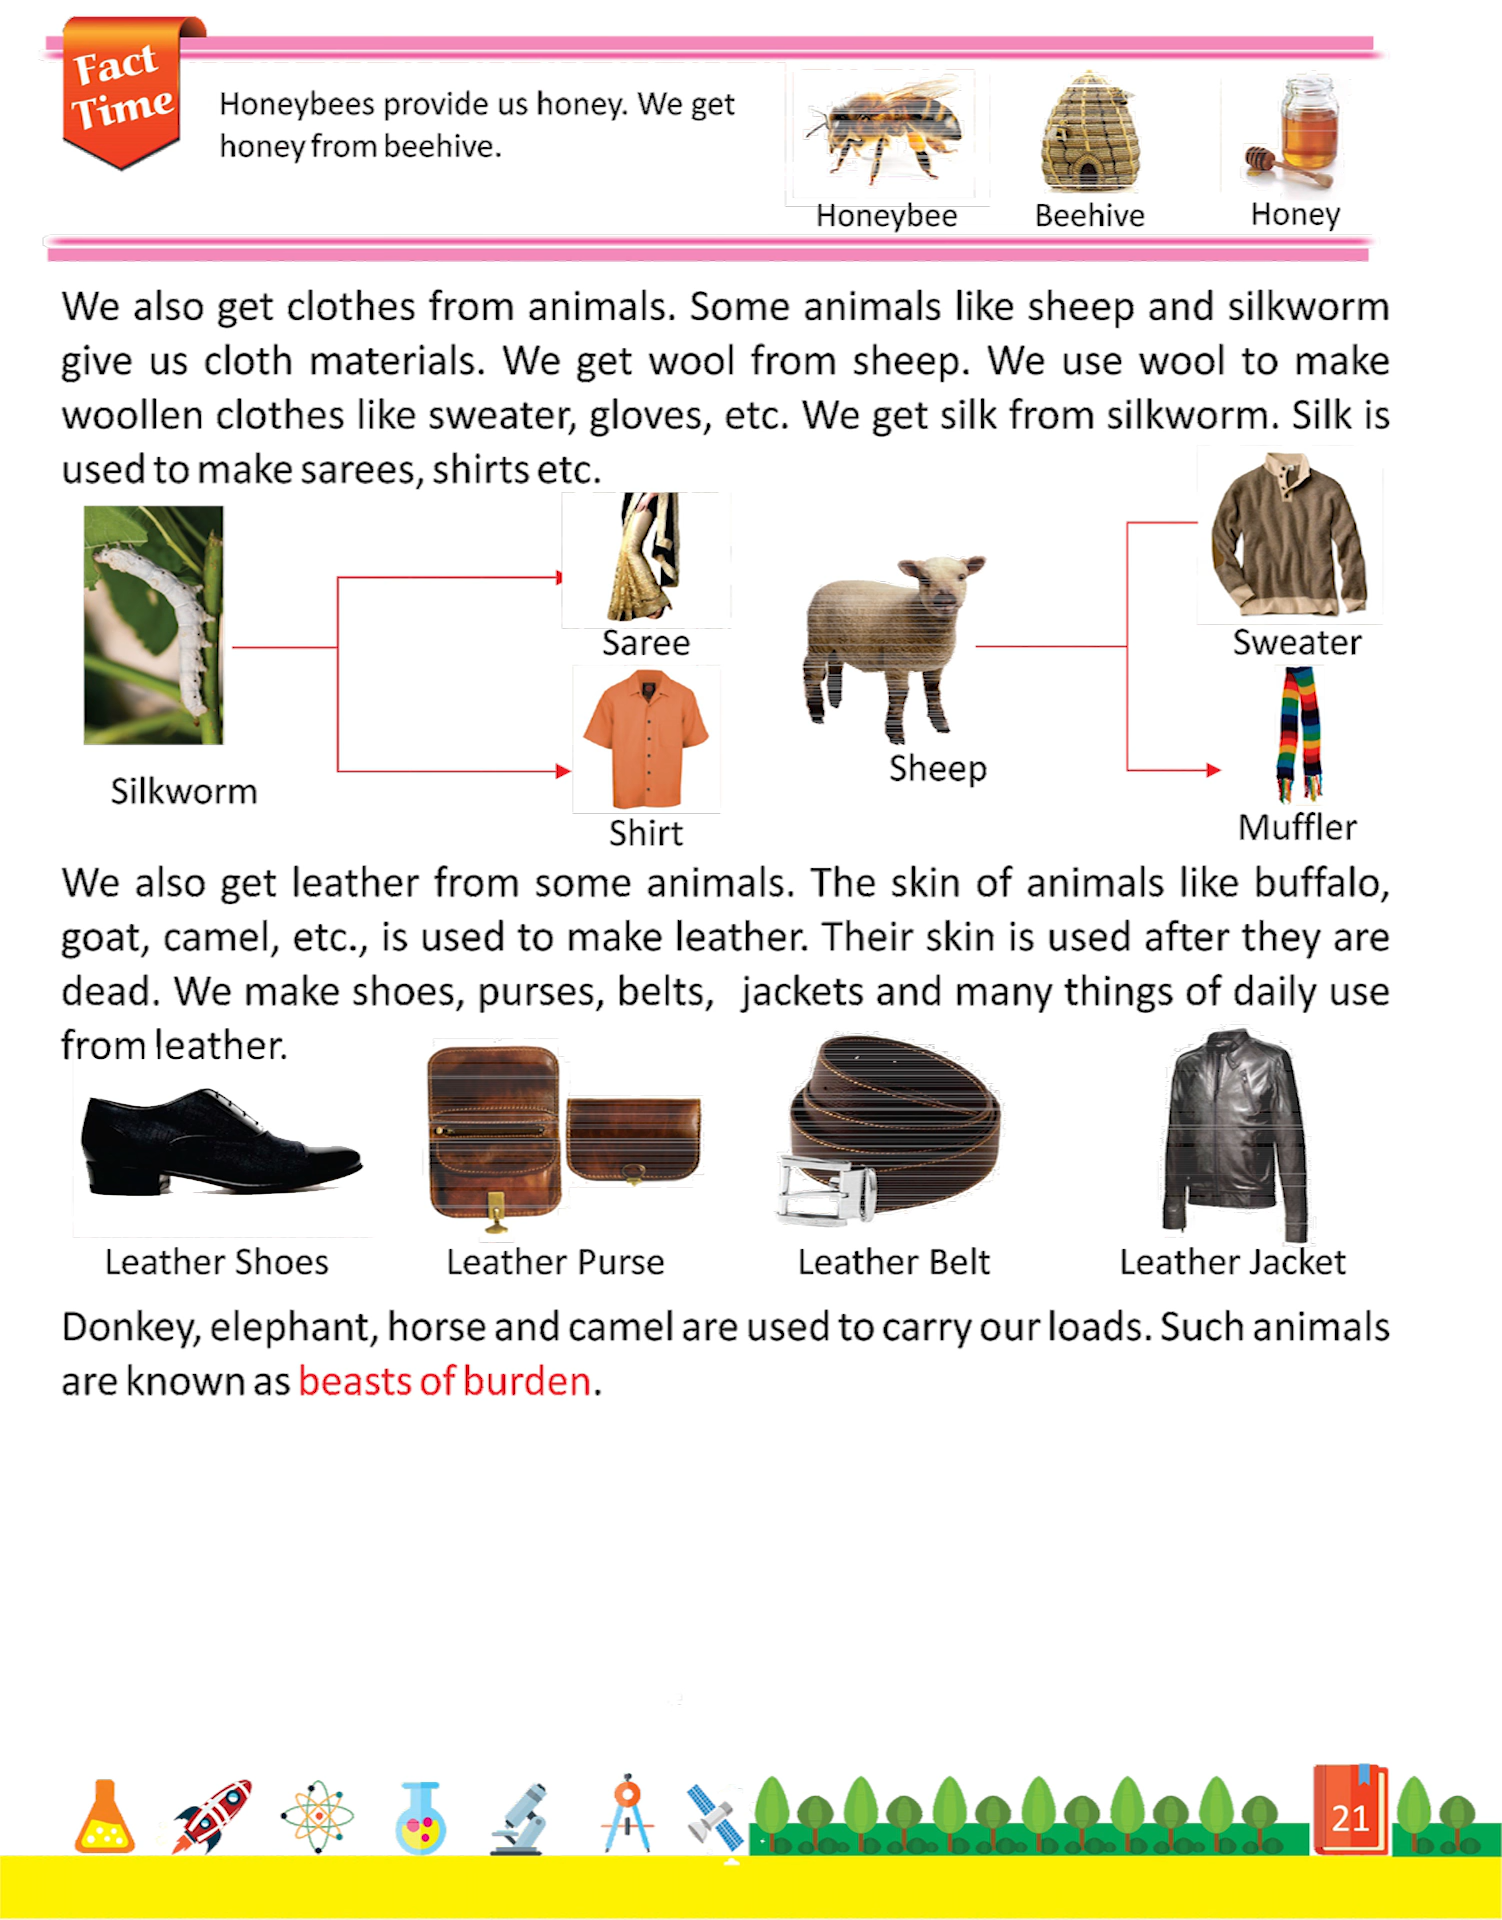 Fact
Time
Honeybees provide us honey. We get
honey from beehive.
Honeybee
Beehive
Honey
We also get clothes from animals. Some animals like sheep and silkworm
give us cloth materials. We get wool from sheep. We use wool to make
woollen clothes like sweater, gloves, etc. We get silk from silkworm. Silk is
used to make sarees, shirts etc.
Saree
Sweater
Sheep
Silkworm
Shirt
Muffler
We also get leather from some animals. The skin of animals like buffalo,
goat, camel, etc., is used to make leather. Their skin is used after they are
dead. We make shoes, purses, belts, jackets and many things of daily use
from leather.
Leather Shoes
Leather Purse
Leather Belt
Leather Jacket
Donkey, elephant, horse and camel are used to carry our loads. Such animals
are known as beasts of burden.
21